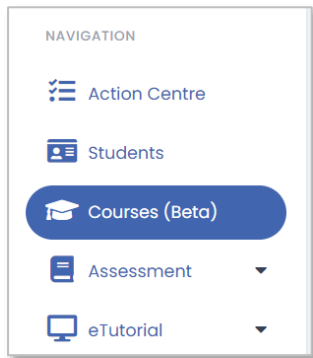 NAVIGATION
Action Centre
Students
Courses (Beta)
Assessment
eTutorial